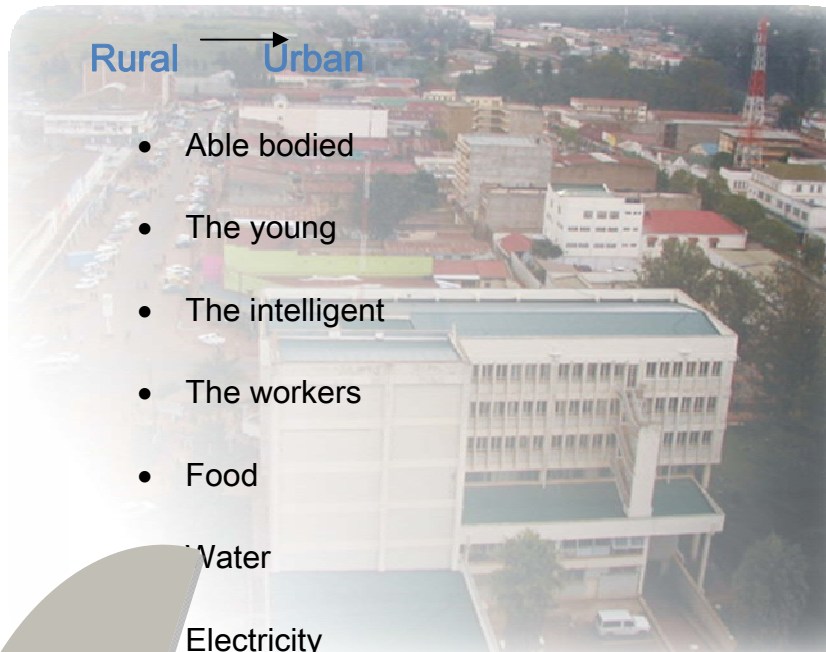 Rural Urban
• Able bodied
• The young
• The intelligent
• The workers
• Food
Water
Electricity